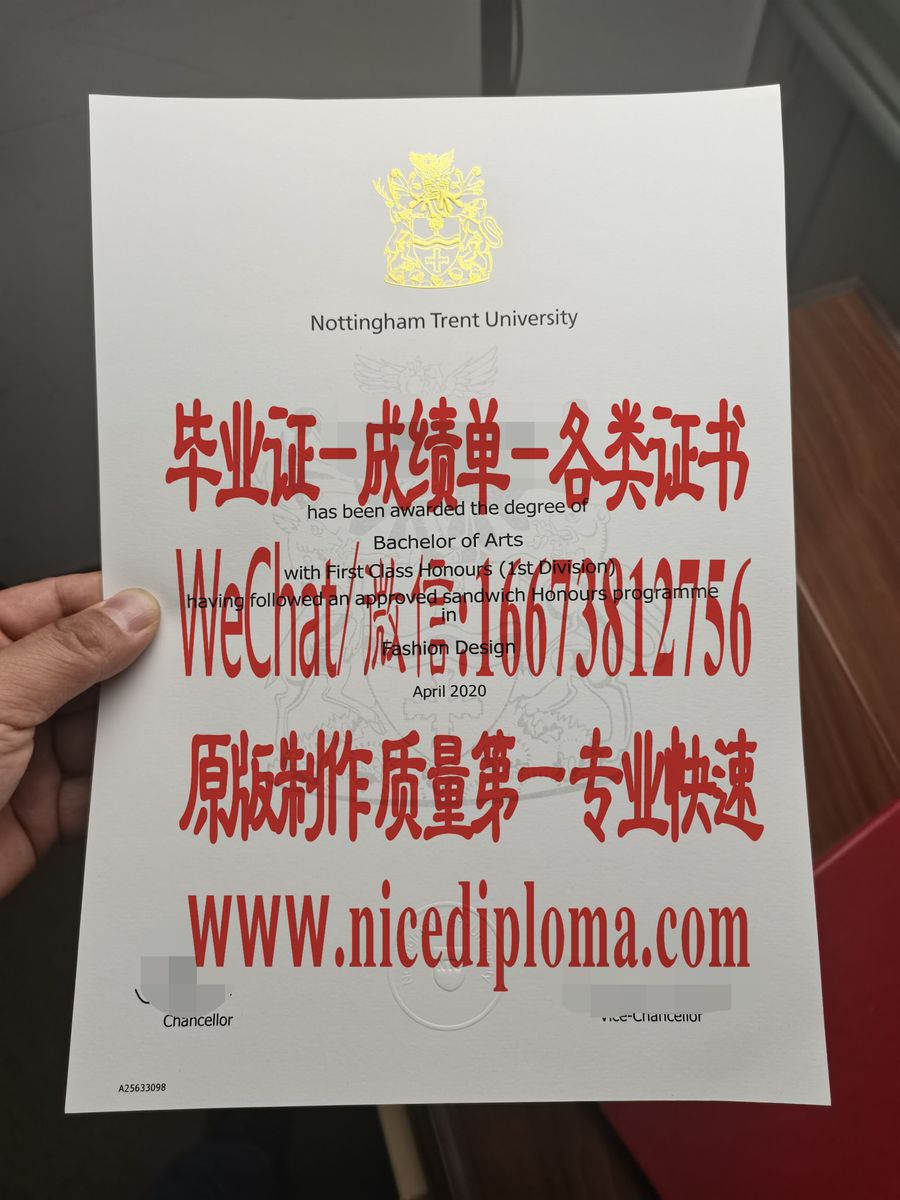 Nottingham Trent University
毕业证一成绩单一各类证书
has been awarded the degree of
Bachelor of Arts
with First Class Honours (1st Division)
WeChat/微信:16673812756
having followed an approved sandwich Honours programme
in
Fashion Design
April 2020
原版制作质量第一专业快速
www.nicediploma.com
Chancellor
Vice-Chancellor
A25633098